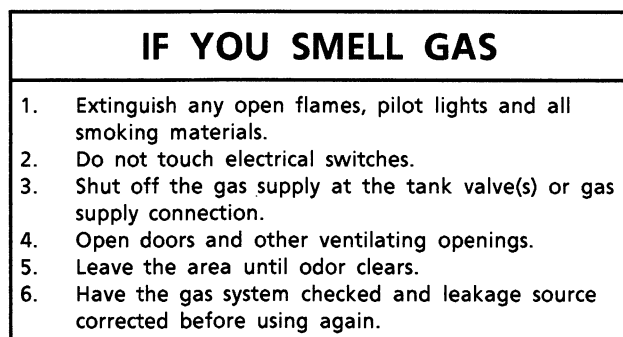 IF YOU SMELL GAS
1. Extinguish any open flames, pilot lights and all
smoking materials.
2. Do not touch electrical switches.
3. Shut off the gas supply at the tank valve(s) or gas
supply connection.
4. Open doors and other ventilating openings.
5. Leave the area until odor clears.
6. Have the gas system checked and leakage source
corrected before using again.